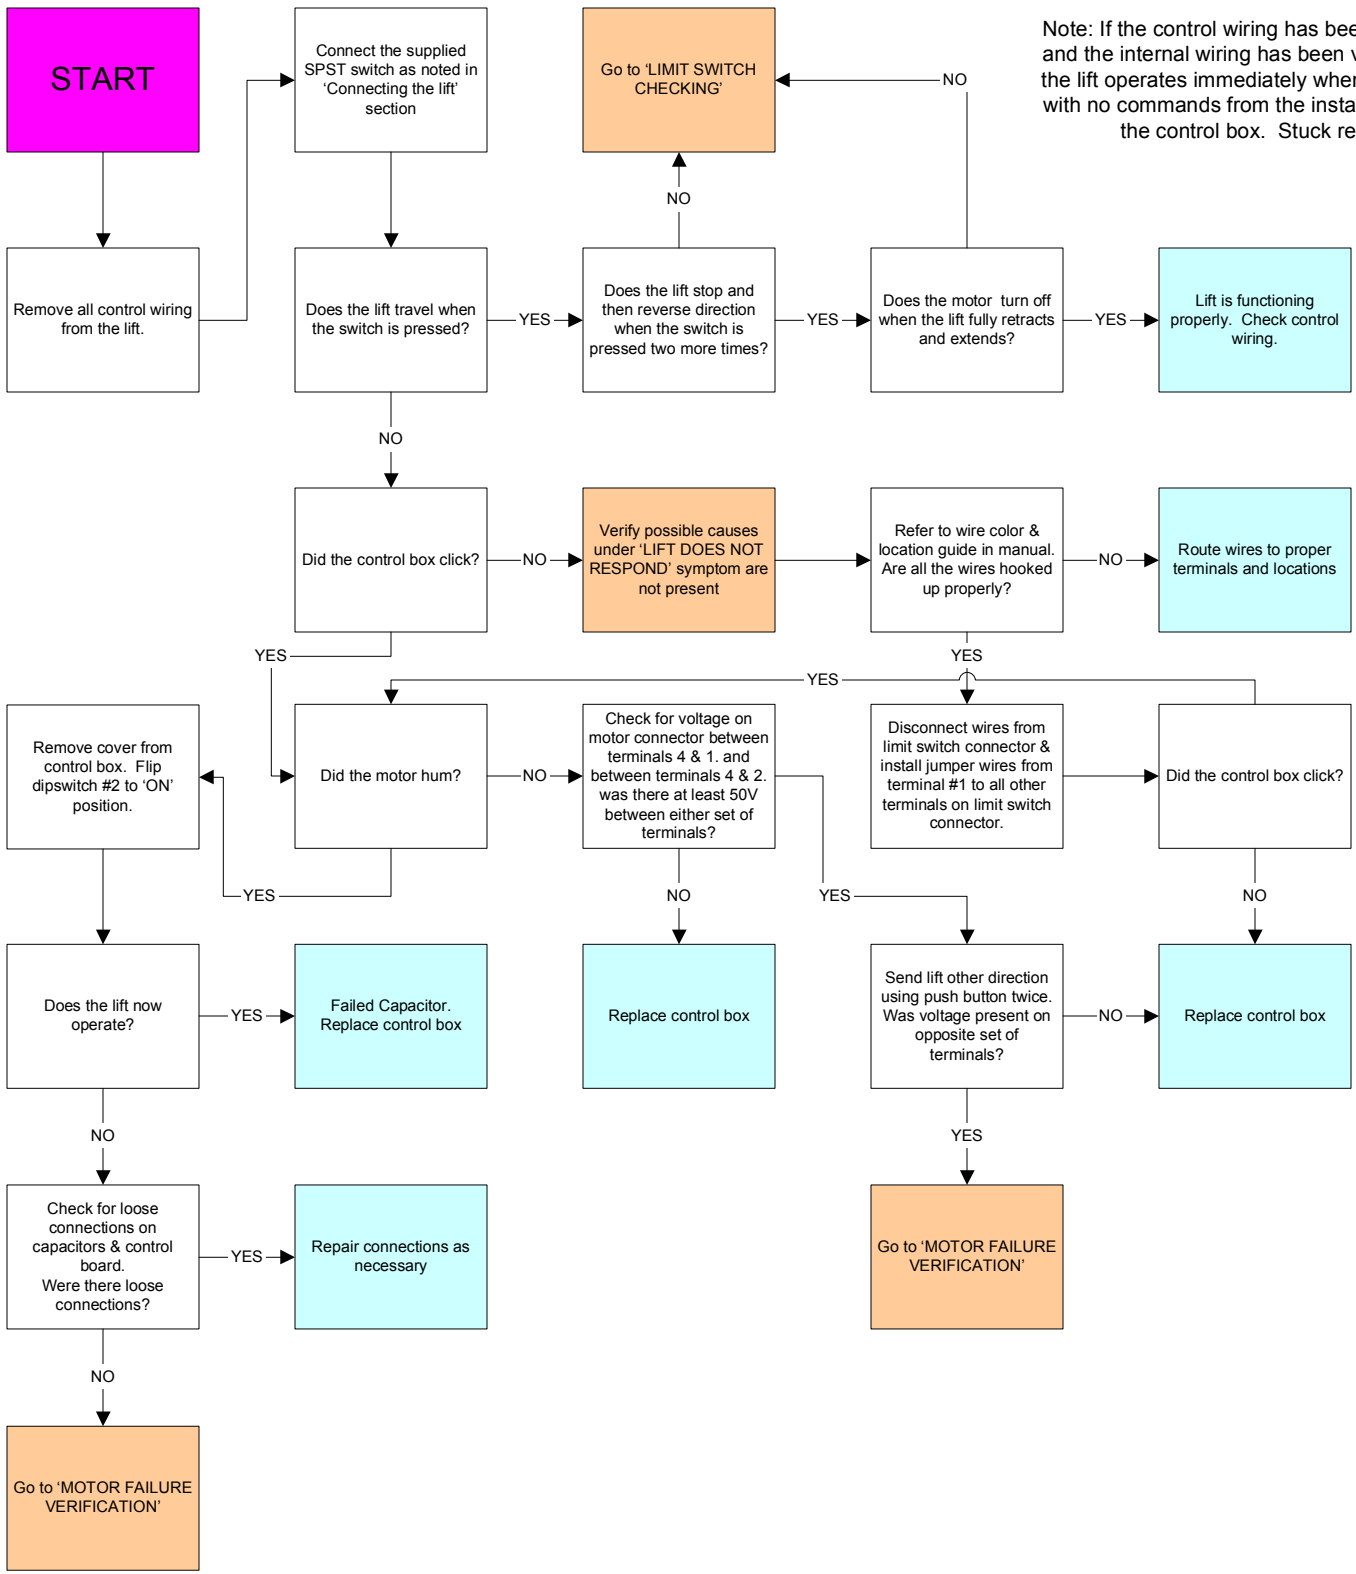 START
Connect the supplied
SPST switch as noted in
'Connecting the lift'
section
Go to 'LIMIT SWITCH
CHECKING'
NO
Note: If the control wiring has
and the internal wiring has been
the lift operates immediately
with no commands from the
the control box. Stuck
NO
Remove all control wiring
from the lift.
Does the lift travel when
the switch is pressed?
YES
Does the lift stop and
then reverse direction
when the switch is
pressed two more times?
YES
Does the motor turn off
when the lift fully retracts
and extends?
YES
Lift is functioning
properly. Check control
wiring.
NO
Did the control box click?
NO
Verify possible causes
under 'LIFT DOES NOT
RESPOND' symptom are
not present
Refer to wire color &
location guide in manual.
Are all the wires hooked
up properly?
NO
Route wires to proper
terminals and locations
YES
YES
YES
Remove cover from
control box. Flip
dipswitch #2 to 'ON'
position.
Did the motor hum?
NO
Check for voltage on
motor connector between
terminals 4 & 1. and
between terminals 4 & 2.
was there at least 50V
between either set of
terminals?
Disconnect wires from
limit switch connector &
install jumper wires from
terminal #1 to all other
terminals on limit switch
connector.
Did the control box click?
YES
NO
YES
NO
Does the lift now
operate?
YES
Failed Capacitor.
Replace control box
Replace control box
Send lift other direction
using push button twice.
Was voltage present on
opposite set of
terminals?
NO
Replace control box
NO
YES
Check for loose
connections on
capacitors & control
board.
Were there loose
connections?
YES
Repair connections as
necessary
Go to 'MOTOR FAILURE
VERIFICATION'
NO
Go to 'MOTOR FAILURE
VERIFICATION'